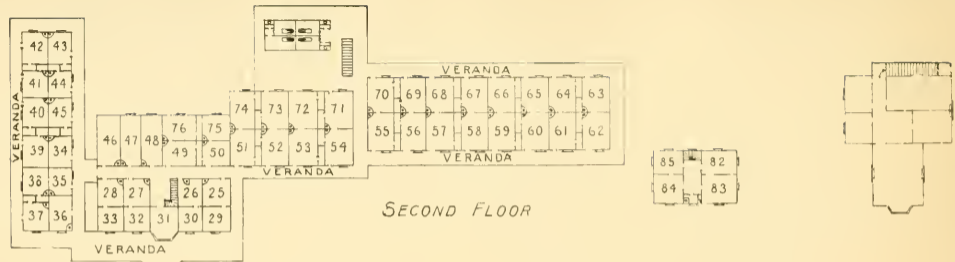 42 43
VERANDA
41 44
40 45
VERANDA
39 34
38 35
37 36
46 47 48 76 75
49 50
28 27 26 25
33 32 31 30 29
VERANDA
74 73 72 71
51 52 53 54
VERANDA
70 69 68 67 66 65 64 63
55 56 57 58 59 60 61 62
VERANDA
SECOND FLOOR
85 82
84 83